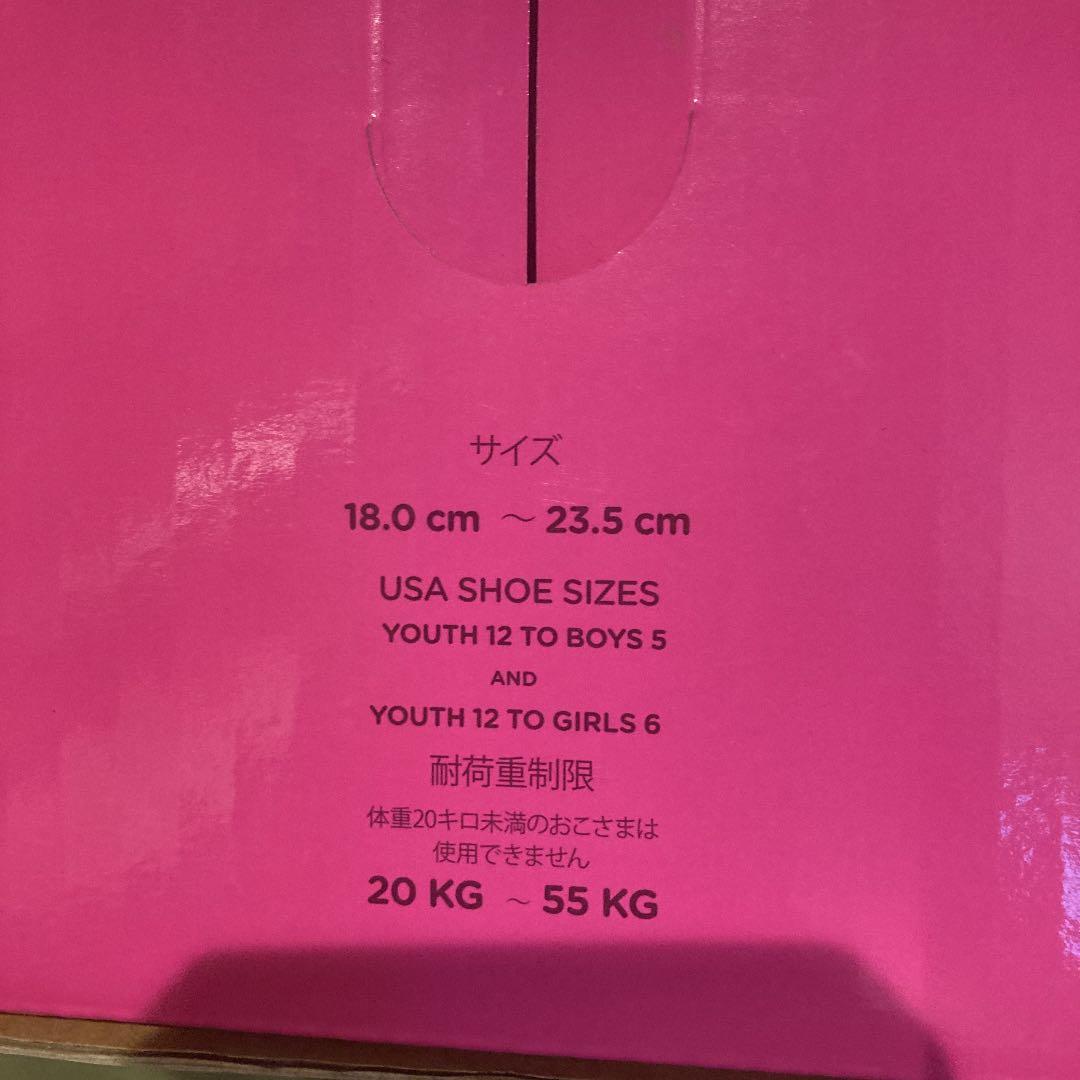 サイズ
18.0 cm ～ 23.5 cm
USA SHOE SIZES
YOUTH 12 TO BOYS 5
AND
YOUTH 12 TO GIRLS 6
耐荷重制限
体重20キロ未満のおこさまは
使用できません
20 KG ～ 55 KG